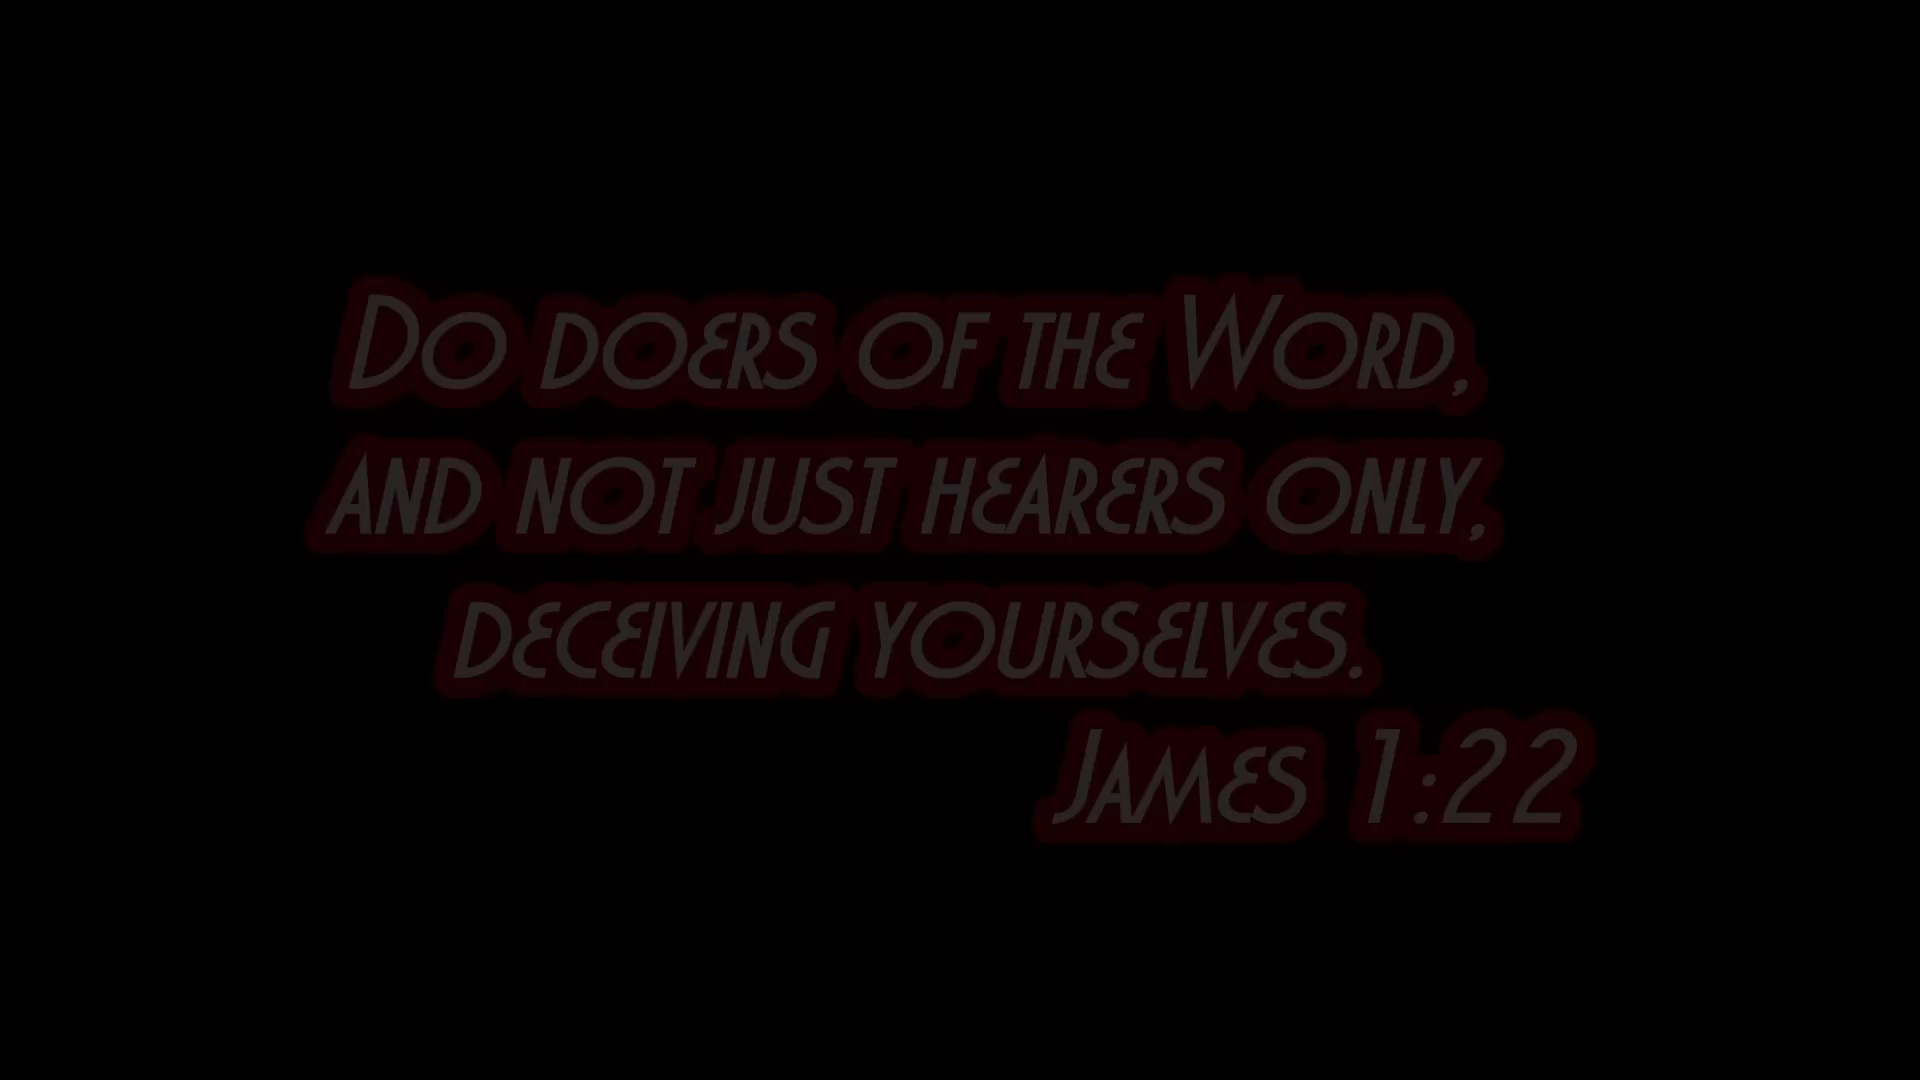 Do doers of the Word,
and not just hearers only,
deceiving yourselves.
James 1:22